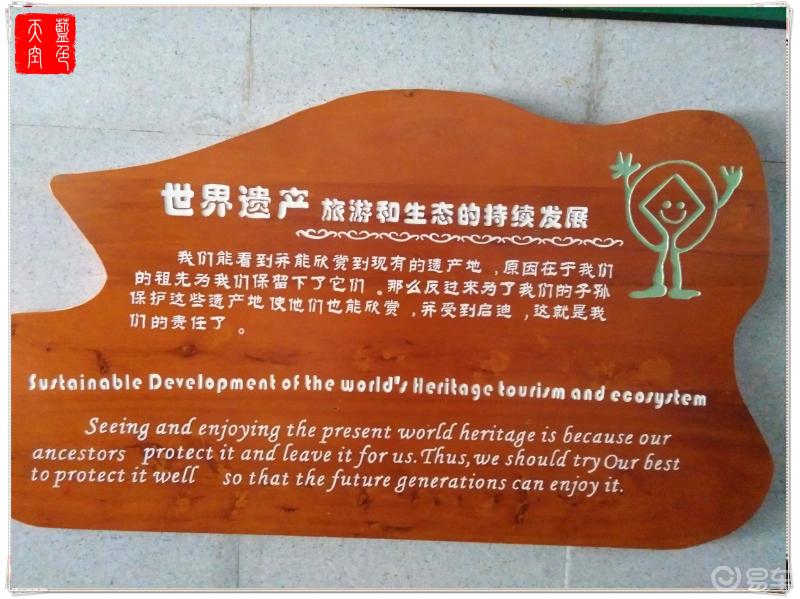 蓝色天空
世界遗产 旅游和生态的持续发展
我们能看到并能欣赏到现有的遗产地，原因在于我们
的祖先为我们保留下了它们。那么反过来为了我们的子孙
保护这些遗产地使他们也能欣赏，并受到启迪，这就是我
们的责任了。
Sustainable Development of the world's Heritage tourism and ecosystem
Seeing and enjoying the present world heritage is because our
ancestors protect it and leave it for us. Thus, we should try Our best
to protect it well so that the future generations can enjoy it.
易车